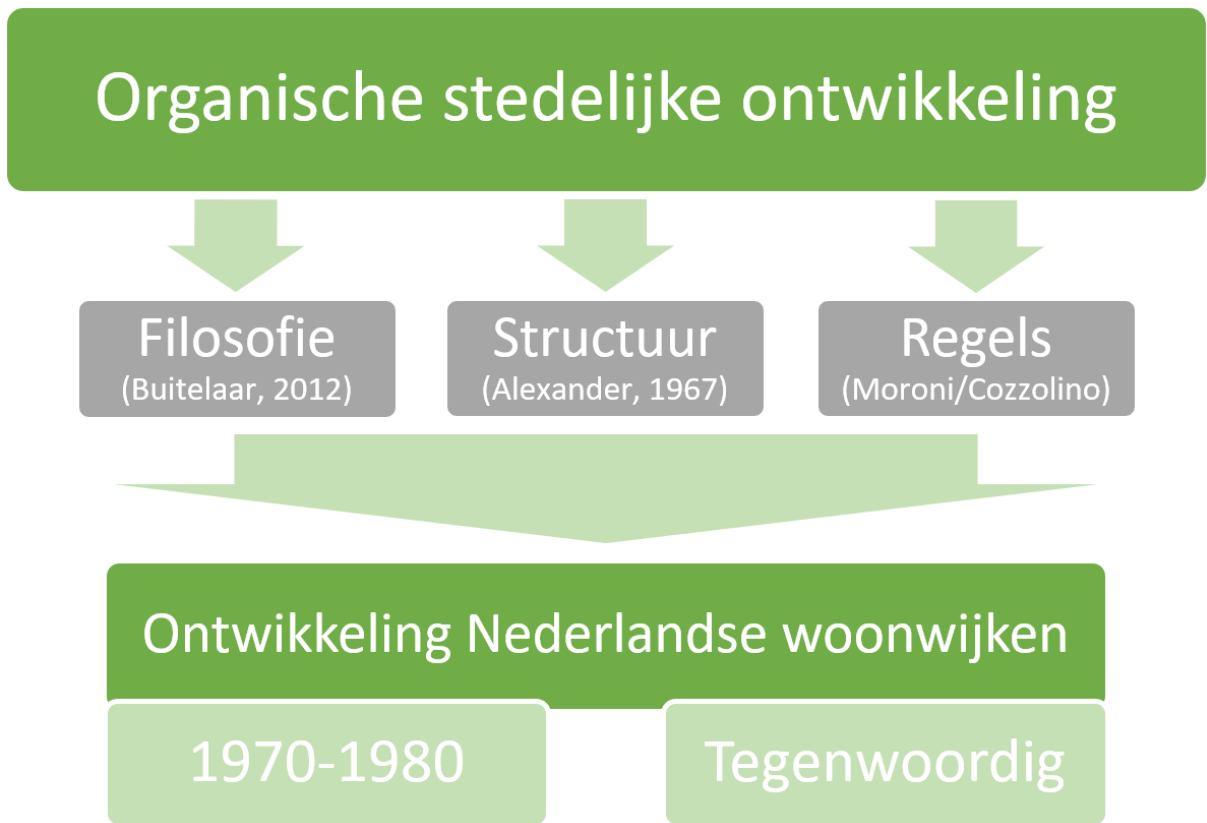 Organische stedelijke ontwikkeling
Filosofie
(Buitelaar, 2012)
Structuur
(Alexander, 1967)
Regels
(Moroni/Cozzolino)
Ontwikkeling Nederlandse woonwijken
1970-1980
Tegenwoordig